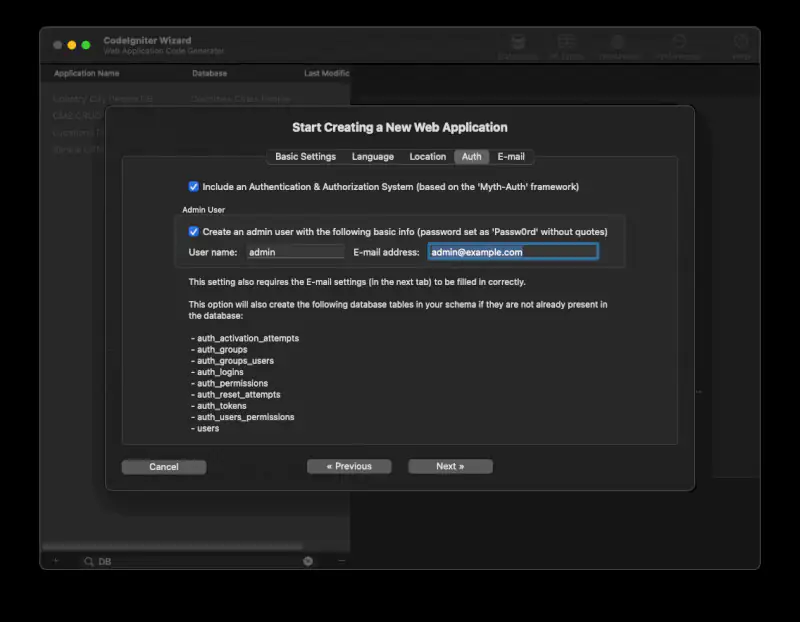 CodeIgniter Wizard
Web Application Code Generator
Application Name Database Last Modific
Start Creating a New Web Application
Basic Settings Language Location Auth E-mail
Include an Authentication & Authorization System (based on the 'Myth-Auth' framework)
Admin User
Create an admin user with the following basic info (password set as 'Passw0rd' without quotes)
User name: admin E-mail address: admin@example.com
This setting also requires the E-mail settings (in the next tab) to be filled in correctly.
This option will also create the following database tables in your schema if they are not already present in
the database:
- auth_activation_attempts
- auth_groups
- auth_groups_users
- auth_logins
- auth_permissions
- auth_reset_attempts
- auth_tokens
- auth_users_permissions
- users
Cancel « Previous Next »
DB